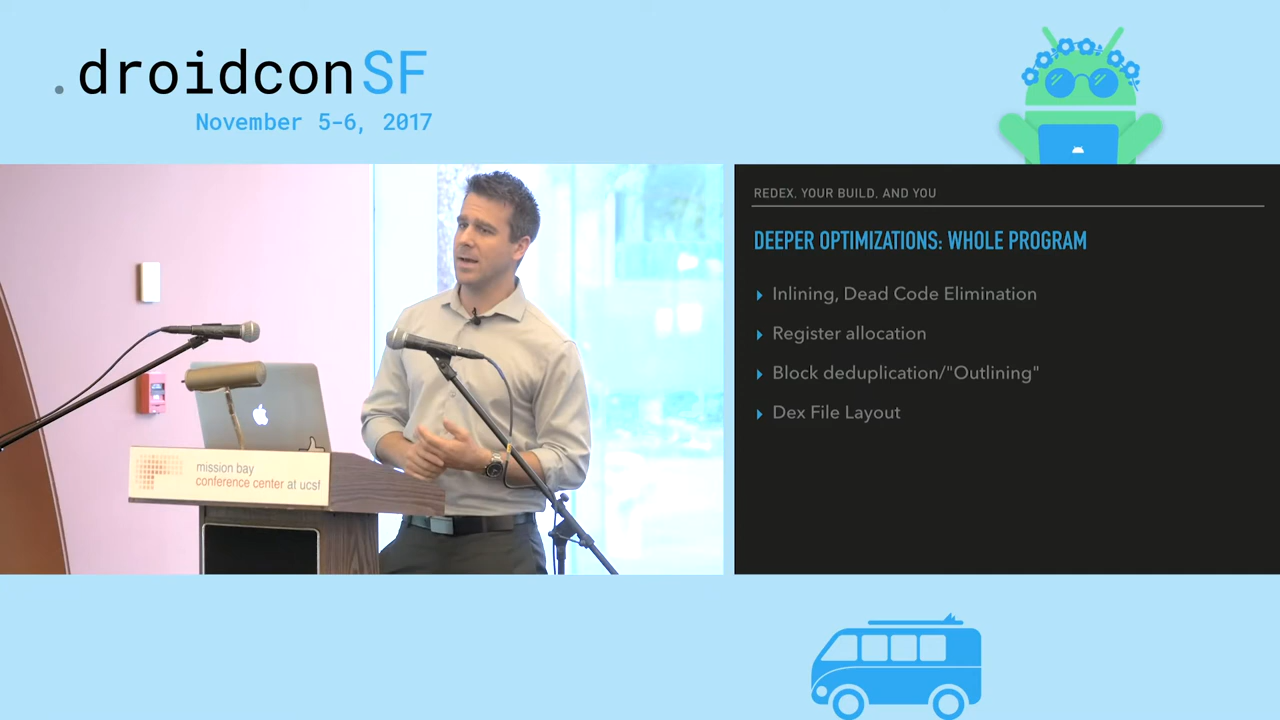 .droidconSF
November 5-6, 2017
REDEX, YOUR BUILD, AND YOU
DEEPER OPTIMIZATIONS: WHOLE PROGRAM
Inlining, Dead Code Elimination
Register allocation
Block deduplication/"Outlining"
Dex File Layout
mission bay
conference center at ucsf